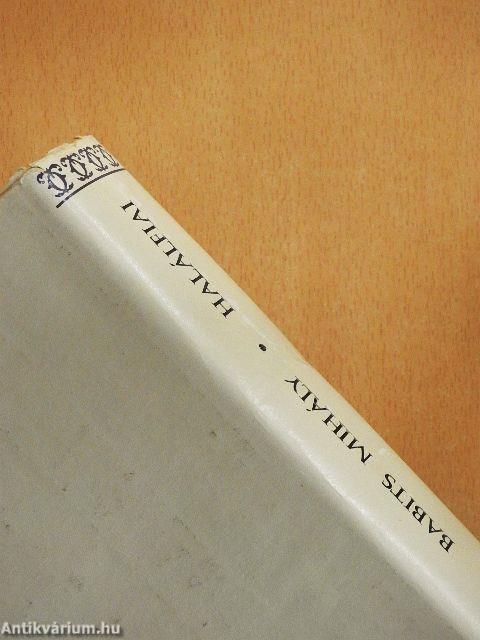 BABITS MIHÁLY • HALÁLFIAI
Antikvárium.hu